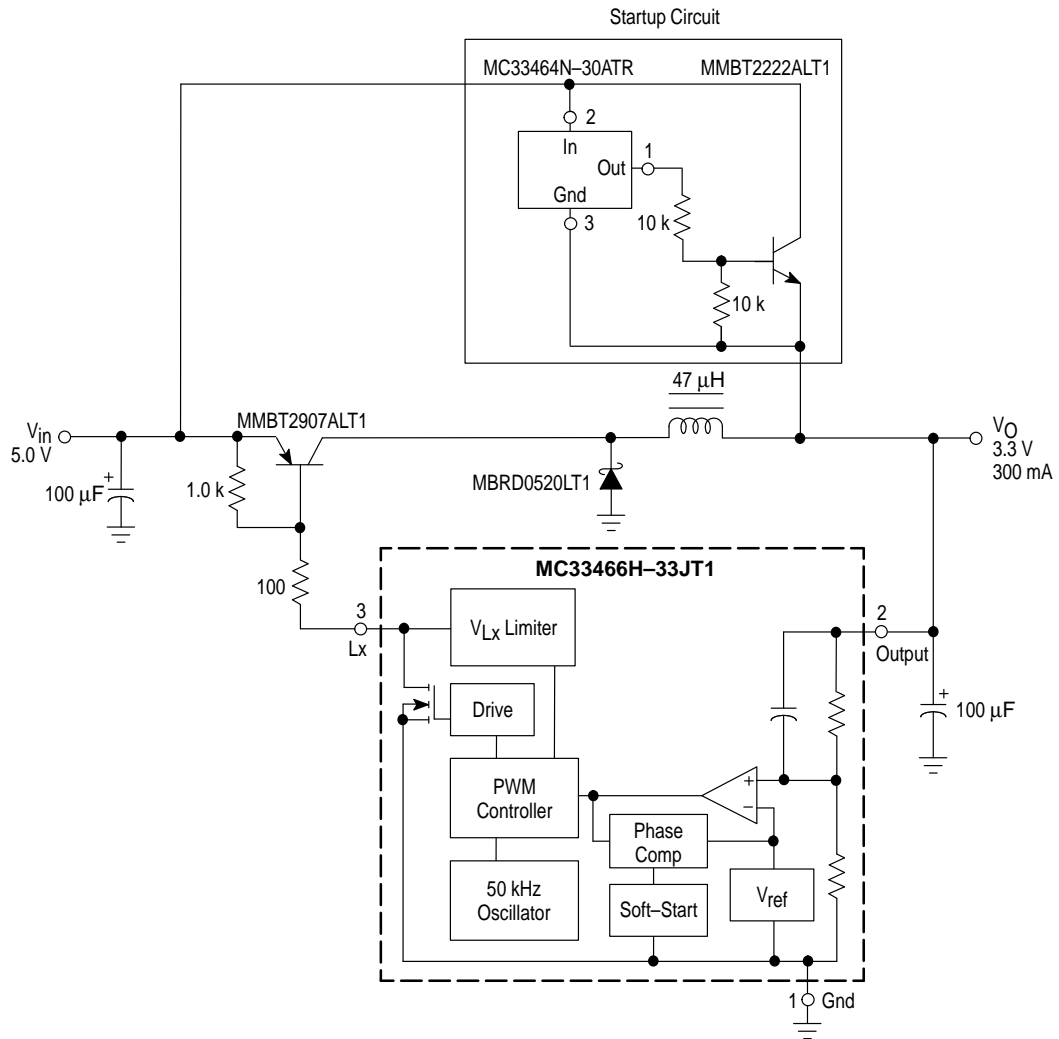 Startup Circuit
MC33464N–30ATR
MMBT2222ALT1
2
In
1
Out
Gnd
3
10 k
10 k
47 µH
Vin
5.0 V
MMBT2907ALT1
VO
3.3 V
300 mA
+
100 µF
1.0 k
MBRD0520LT1
100
MC33466H–33JT1
3
Lx
VLx Limiter
2
Output
Drive
+
100 µF
PWM
Controller
+
–
Phase
Comp
50 kHz
Oscillator
Soft–Start
Vref
1
Gnd